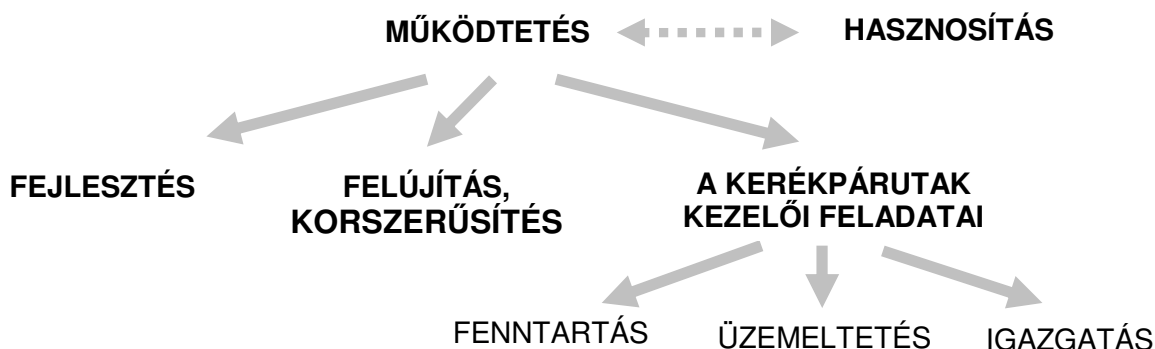 MŰKÖDTETÉS
HASZNOSÍTÁS
FEJLESZTÉS
FELÚJÍTÁS,
KORSZERŰSÍTÉS
A KERÉKPÁRUTAK
KEZELŐI FELADATAI
FENNTARTÁS
ÜZEMELTETÉS
IGAZGATÁS